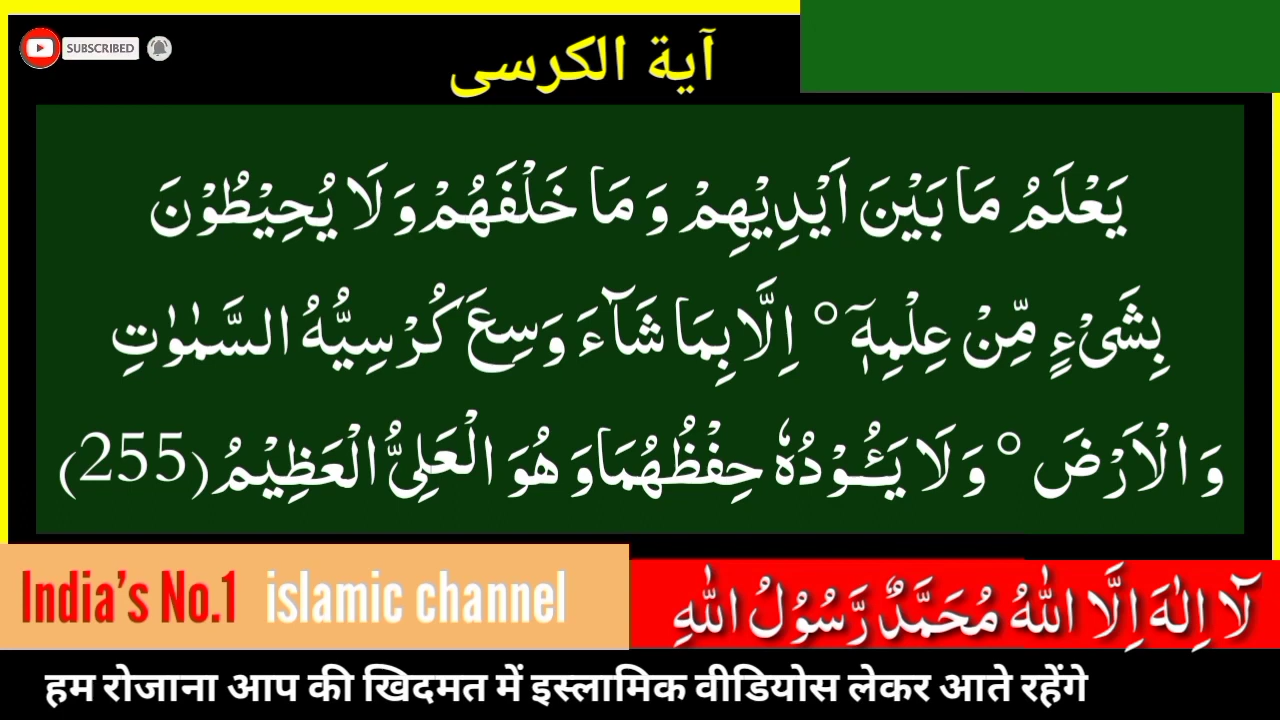 SUBSCRIBED
آية الكرسى
يَعْلَمُ مَا بَيْنَ اَيْدِيْهِمْ وَ مَا خَلْفَهُمْ وَ لَا يُحِيْطُوْنَ
بِشَىْءٍ مِّنْ عِلْمِهٖۤ ° اِلَّا بِمَا شَآءَ وَسِعَ كُرْسِيُّهُ السَّمٰوٰتِ
وَ الْاَرْضَ ° وَ لَا يَـُٔوْدُهٗ حِفْظُهُمَا وَ هُوَ الْعَلِىُّ الْعَظِيْمُ (255)
India's No.1 islamic channel
لَاۤ اِلٰهَ اِلَّا اللّٰهُ مُحَمَّدٌ رَّسُوْلُ اللّٰهِ
हम रोजाना आप की खिदमत में इस्लामिक वीडियोस लेकर आते रहेंगे